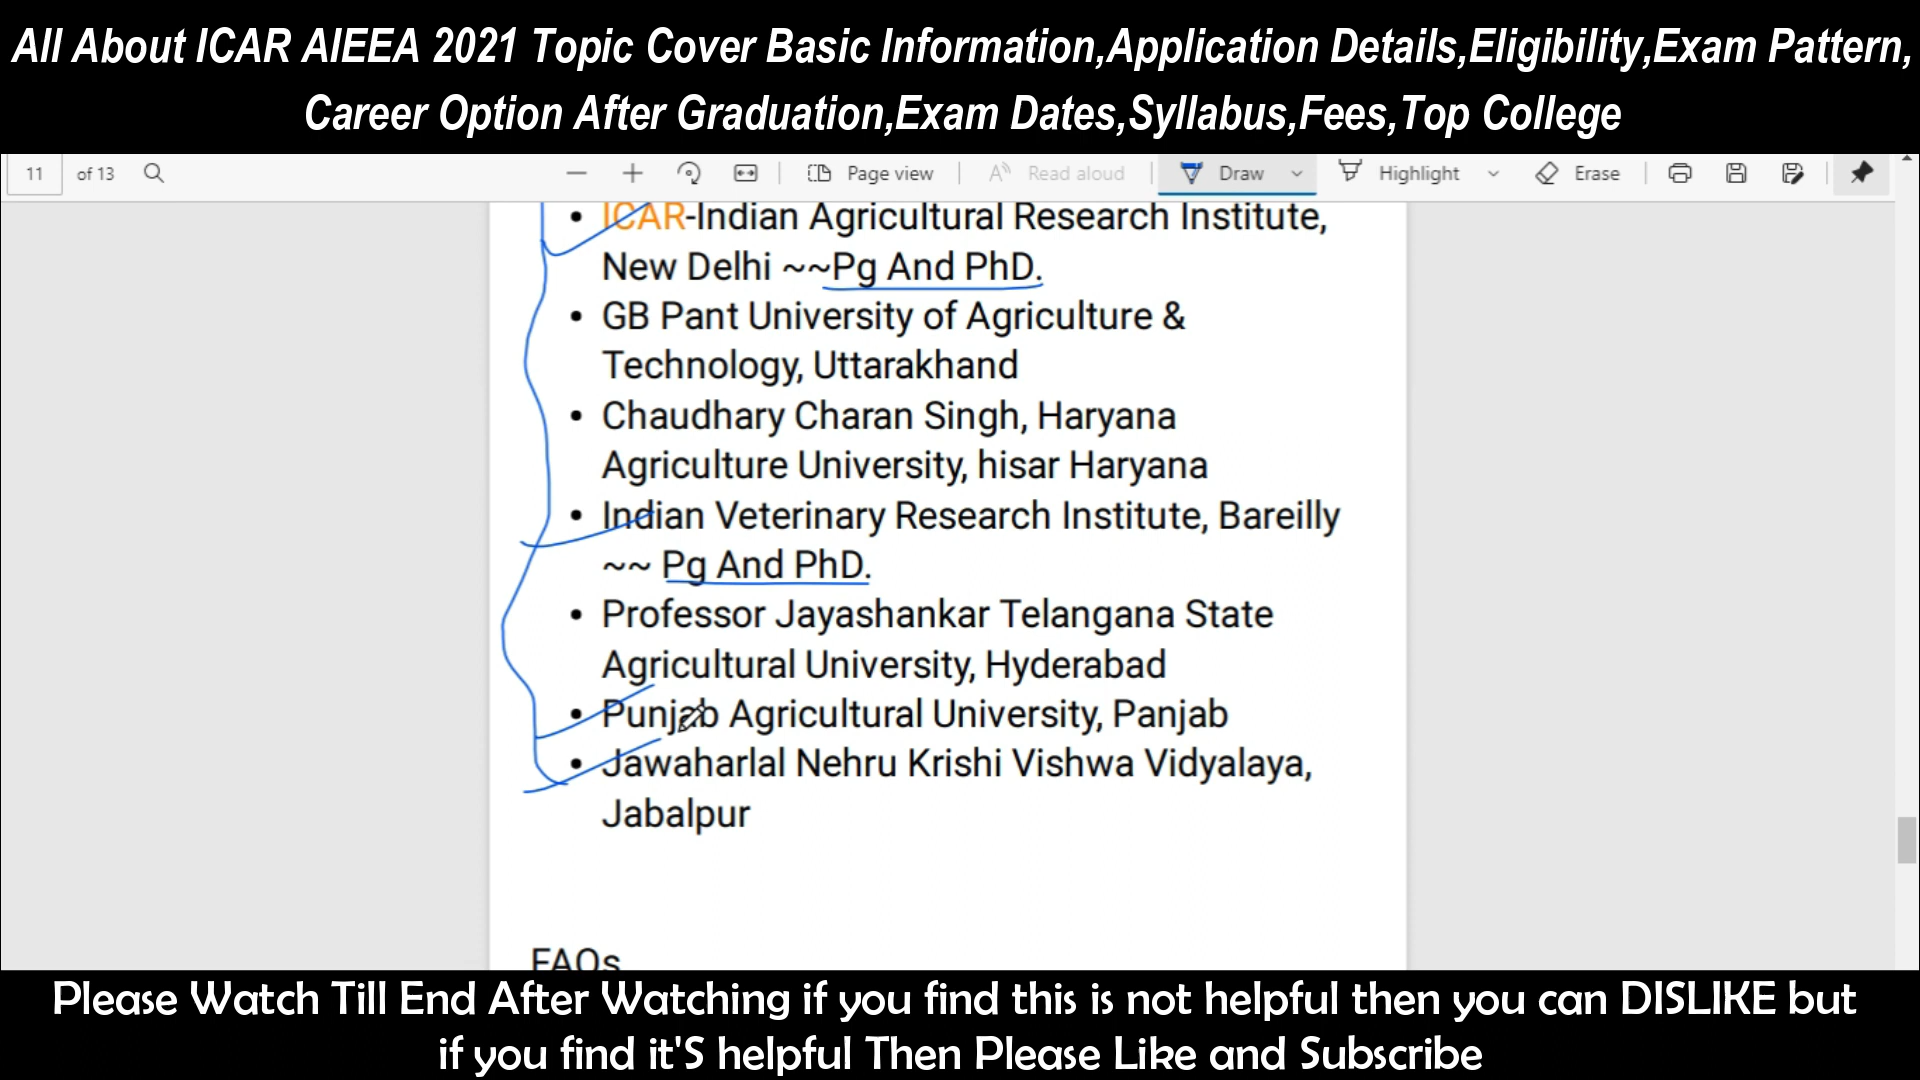 All About ICAR AIEEA 2021 Topic Cover Basic Information,Application Details,Eligibility,Exam Pattern,
Career Option After Graduation,Exam Dates,Syllabus,Fees,Top College
11 of 13 Page view Read aloud Draw Highlight Erase
• ICAR-Indian Agricultural Research Institute,
New Delhi ~~Pg And PhD.
• GB Pant University of Agriculture &
Technology, Uttarakhand
• Chaudhary Charan Singh, Haryana
Agriculture University, hisar Haryana
• Indian Veterinary Research Institute, Bareilly
~~ Pg And PhD.
• Professor Jayashankar Telangana State
Agricultural University, Hyderabad
• Punjab Agricultural University, Panjab
• Jawaharlal Nehru Krishi Vishwa Vidyalaya,
Jabalpur
FAQs
Please Watch Till End After Watching if you find this is not helpful then you can DISLIKE but
if you find it'S helpful Then Please Like and Subscribe